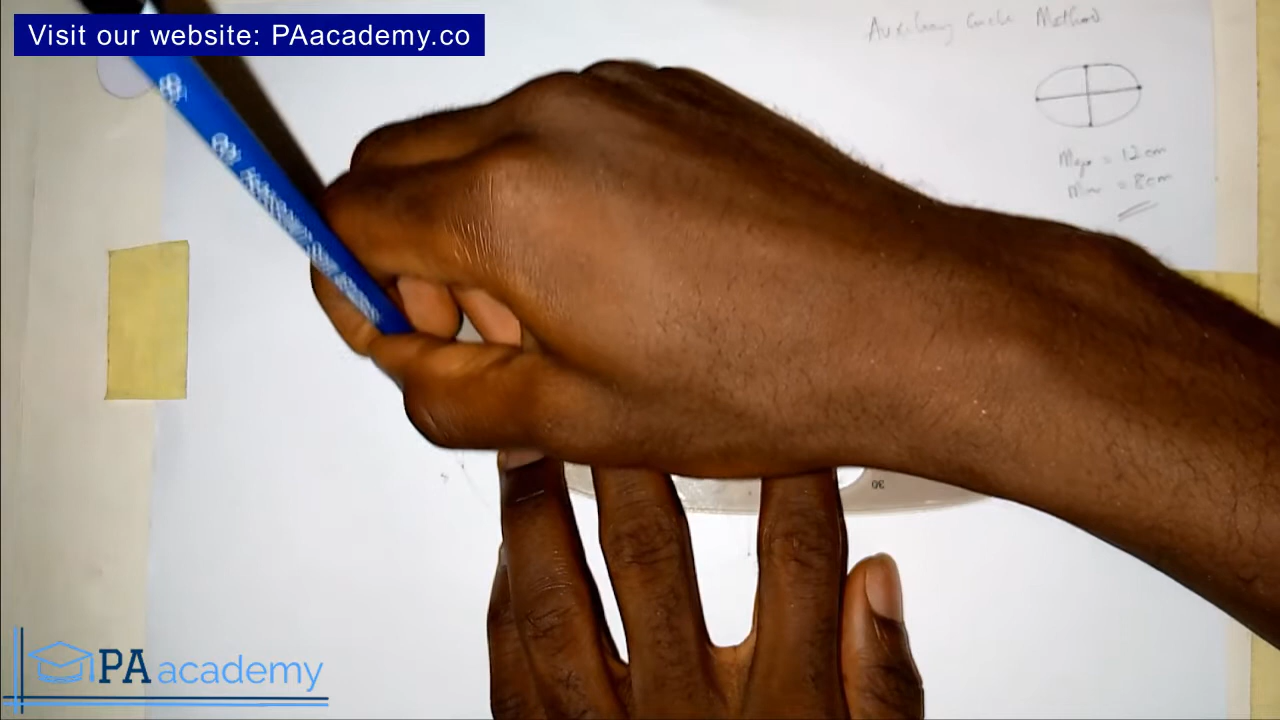 Visit our website: PAacademy.co
Auxiliary Circle Method
Major = 12cm
Minor = 8cm
30
PA academy